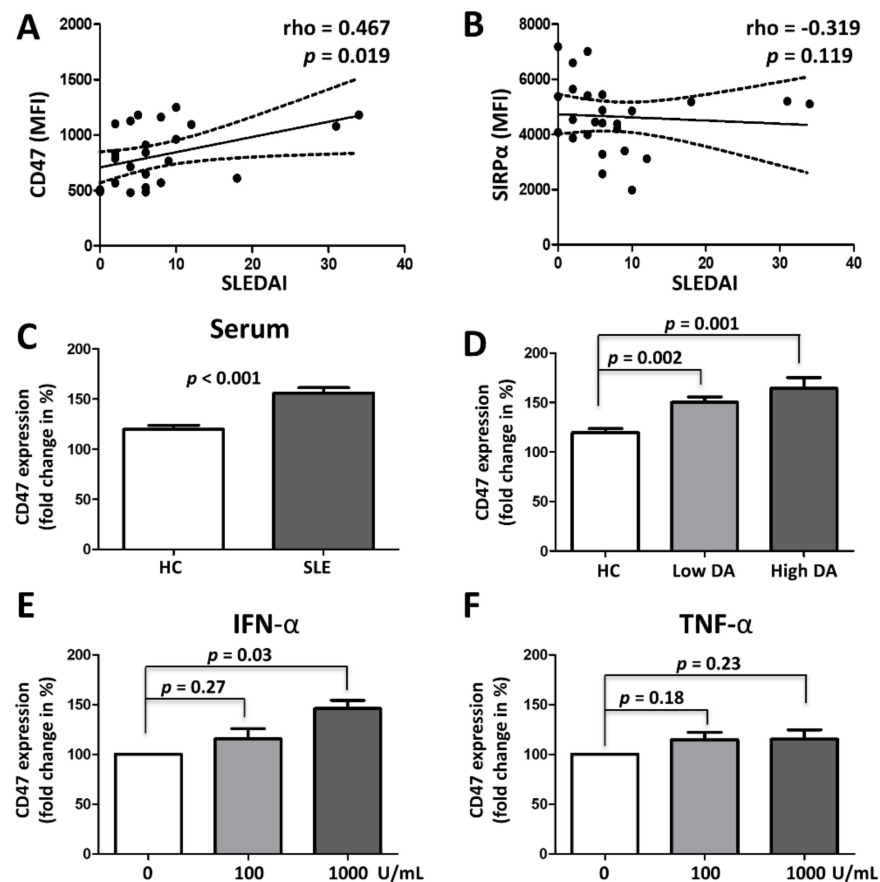 A
rho = 0.467
p = 0.019
CD47 (MFI)
2000
1500
1000
500
0
0 10 20 30 40
SLEDAI
B
rho = -0.319
p = 0.119
SIRPα (MFI)
8000
6000
4000
2000
0
0 10 20 30 40
SLEDAI
C
Serum
CD47 expression
(fold change in %)
200
150
100
50
0
p < 0.001
HC SLE
D
CD47 expression
(fold change in %)
200
150
100
50
0
p = 0.001
p = 0.002
HC Low DA High DA
E
IFN-α
CD47 expression
(fold change in %)
200
150
100
50
0
p = 0.03
p = 0.27
0 100 1000 U/mL
F
TNF-α
CD47 expression
(fold change in %)
200
150
100
50
0
p = 0.23
p = 0.18
0 100 1000 U/mL